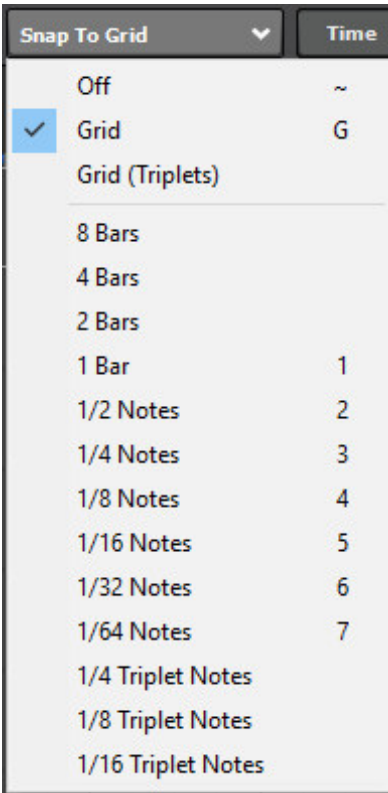 Snap To Grid Time
Off ~
Grid G
Grid (Triplets)
8 Bars
4 Bars
2 Bars
1 Bar 1
1/2 Notes 2
1/4 Notes 3
1/8 Notes 4
1/16 Notes 5
1/32 Notes 6
1/64 Notes 7
1/4 Triplet Notes
1/8 Triplet Notes
1/16 Triplet Notes